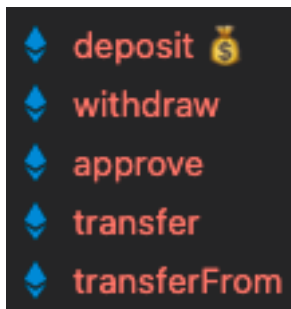 deposit 💰
withdraw
approve
transfer
transferFrom